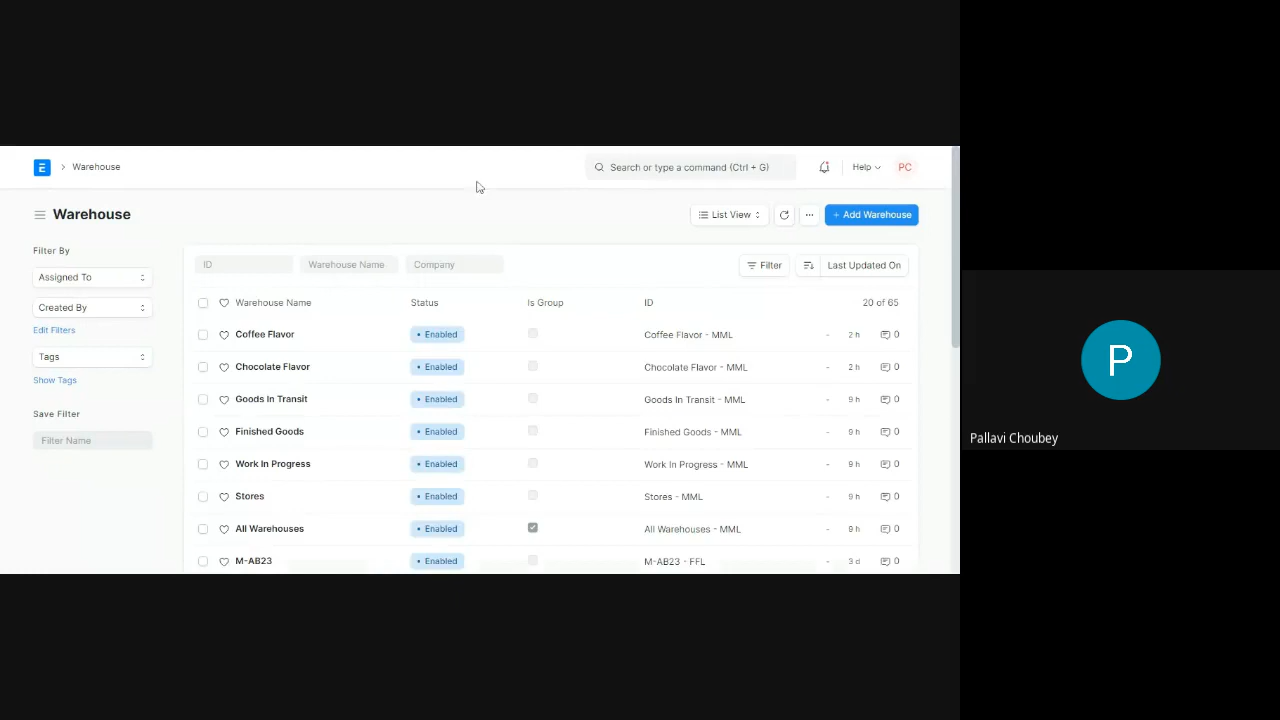 E > Warehouse Search or type a command (Ctrl + G) Help PC
Warehouse List View ... + Add Warehouse
Filter By
ID Warehouse Name Company Filter Last Updated On
Assigned To
Created By
Edit Filters
Tags
Show Tags
Save Filter
Filter Name
Warehouse Name Status Is Group ID 20 of 65
Coffee Flavor • Enabled Coffee Flavor - MML - 2 h 0
Chocolate Flavor • Enabled Chocolate Flavor - MML - 2 h 0
Goods In Transit • Enabled Goods In Transit - MML - 9 h 0
Finished Goods • Enabled Finished Goods - MML - 9 h 0
Work In Progress • Enabled Work In Progress - MML - 9 h 0
Stores • Enabled Stores - MML - 9 h 0
All Warehouses • Enabled All Warehouses - MML - 9 h 0
M-AB23 • Enabled M-AB23 - FFL - 3 d 0
P
Pallavi Choubey